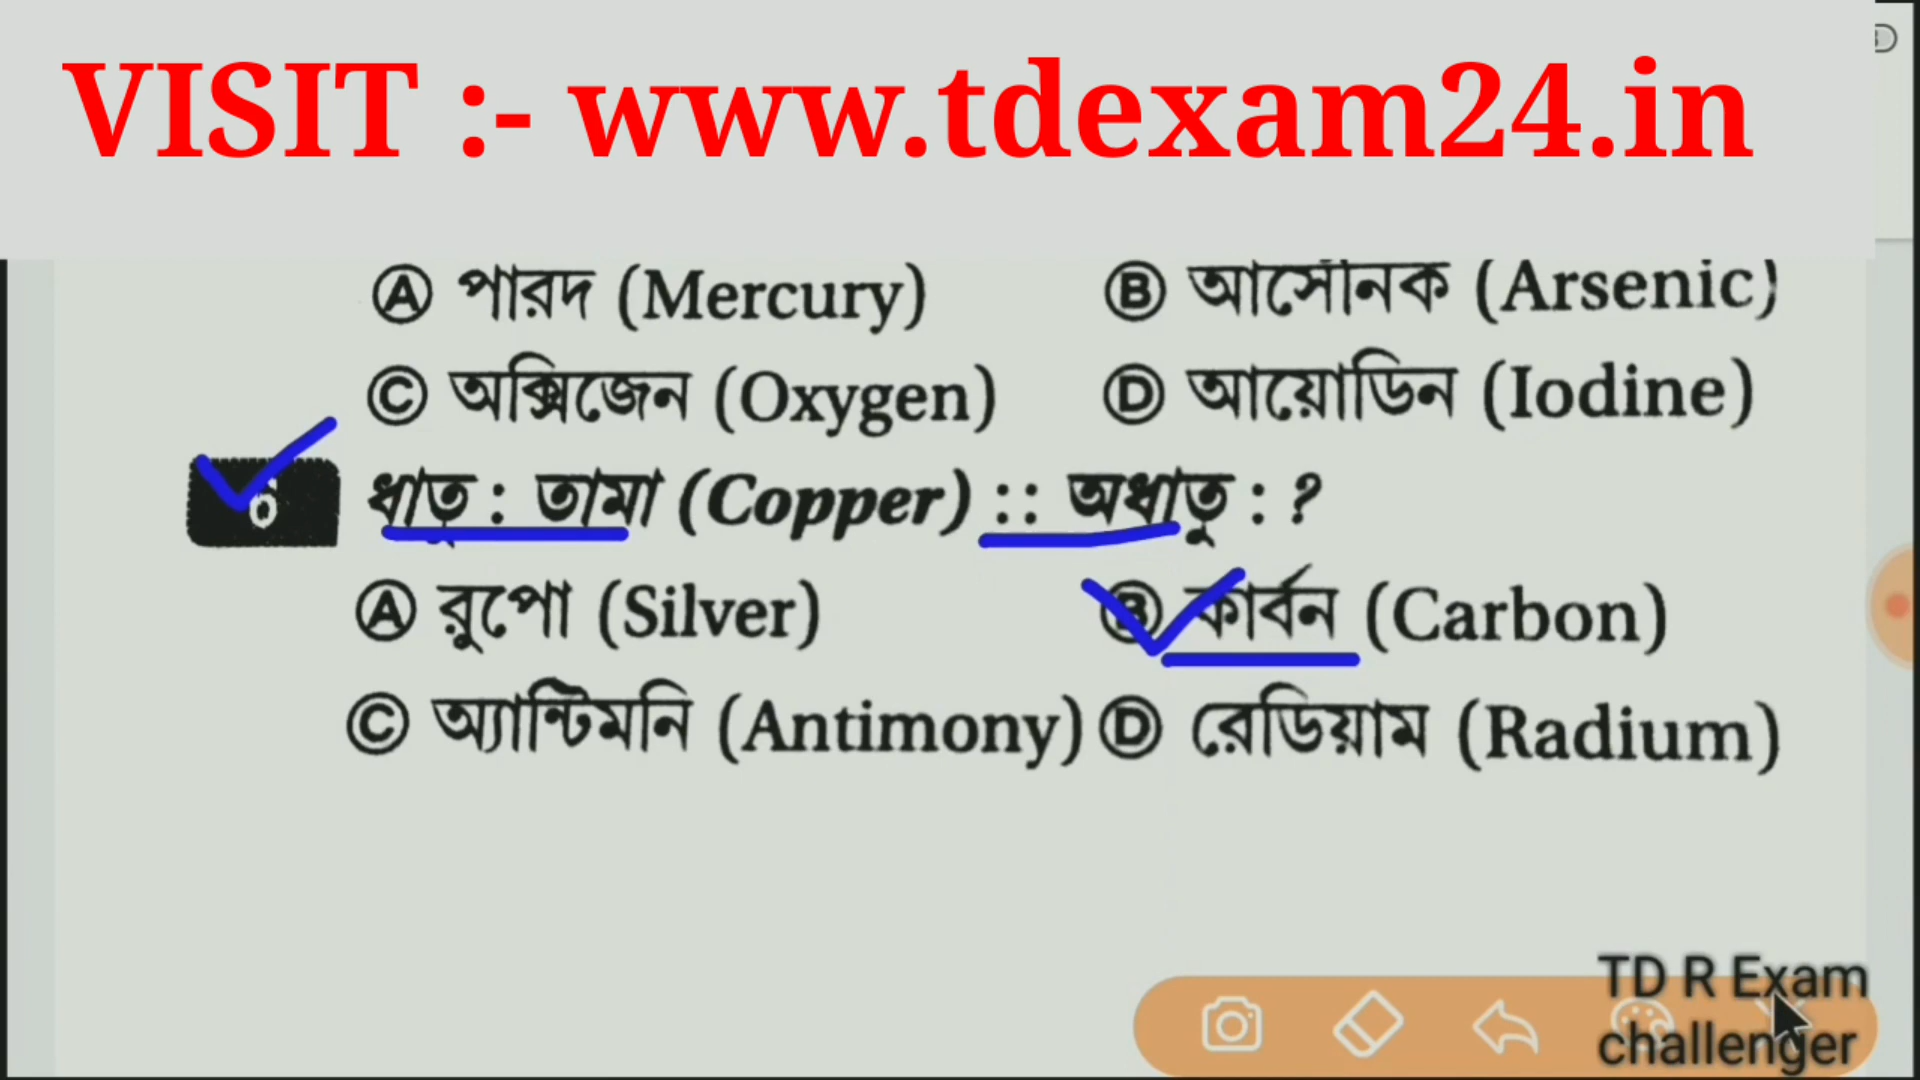 VISIT :- www.tdexam24.in
Ⓐ পারদ (Mercury) Ⓑ আর্সেনিক (Arsenic)
Ⓒ অক্সিজেন (Oxygen) Ⓓ আয়োডিন (Iodine)
ধাতু : তামা (Copper) :: অধাতু : ?
Ⓐ রুপো (Silver) Ⓑ কার্বন (Carbon)
Ⓒ অ্যান্টিমনি (Antimony) Ⓓ রেডিয়াম (Radium)
TD R Exam
challenger